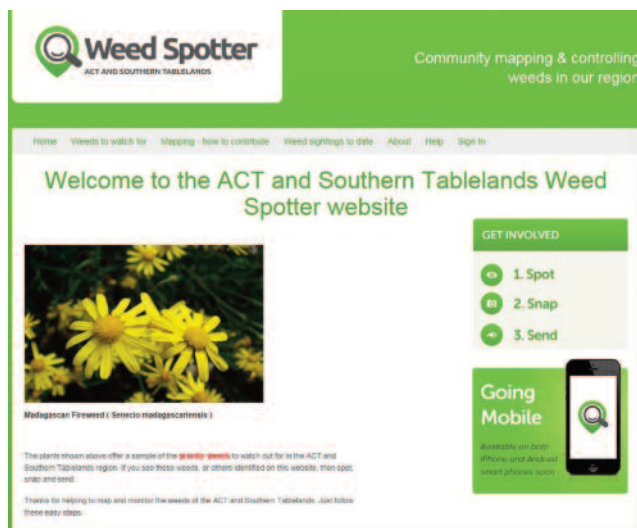 Weed Spotter
ACT AND SOUTHERN TABLELANDS
Community mapping & controlling
weeds in our region
Home Weeds to watch for Mapping - how to contribute Weed sightings to date About Help Sign In
Welcome to the ACT and Southern Tablelands Weed
Spotter website
GET INVOLVED
1. Spot
2. Snap
3. Send
Going
Mobile
Available on both
iPhone and Android
smart phones soon
Madagascan Fireweed ( Senecio madagascariensis )
The plants shown above offer a sample of the priority weeds to watch out for in the ACT and
Southern Tablelands region. If you see these weeds, or others identified on this website, then spot,
snap and send.
Thanks for helping to map and monitor the weeds of the ACT and Southern Tablelands. Just follow
these easy steps.